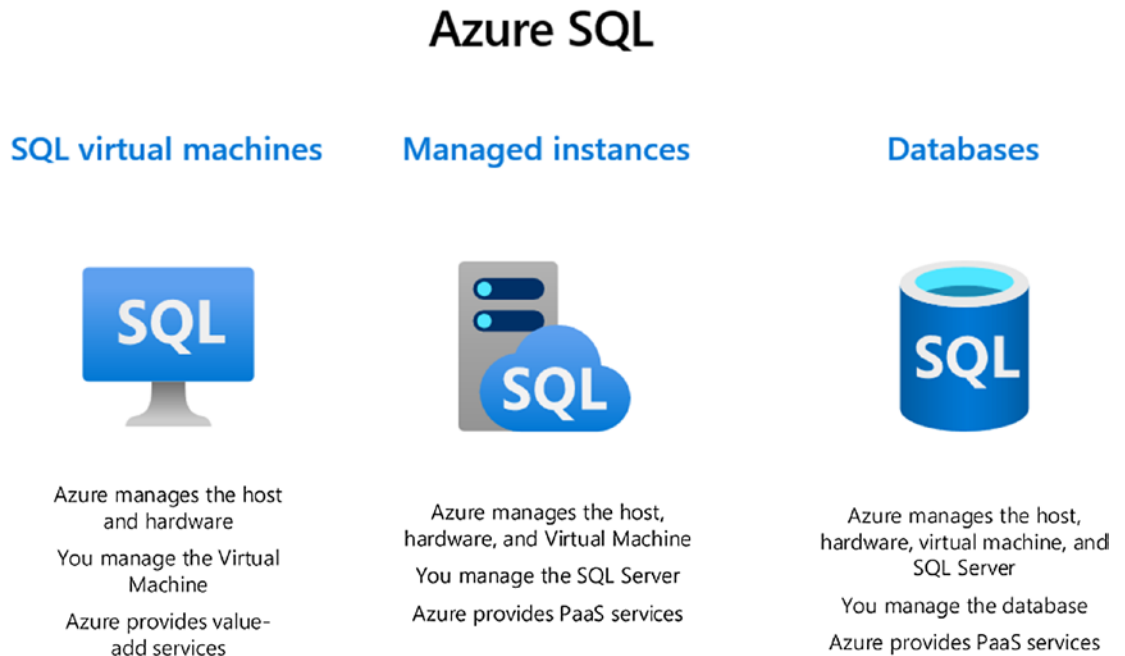 Azure SQL
SQL virtual machines
Managed instances
Databases
SQL
SQL
SQL
Azure manages the host
and hardware
You manage the Virtual
Machine
Azure provides value-
add services
Azure manages the host,
hardware, and Virtual Machine
You manage the SQL Server
Azure provides PaaS services
Azure manages the host,
hardware, virtual machine, and
SQL Server
You manage the database
Azure provides PaaS services